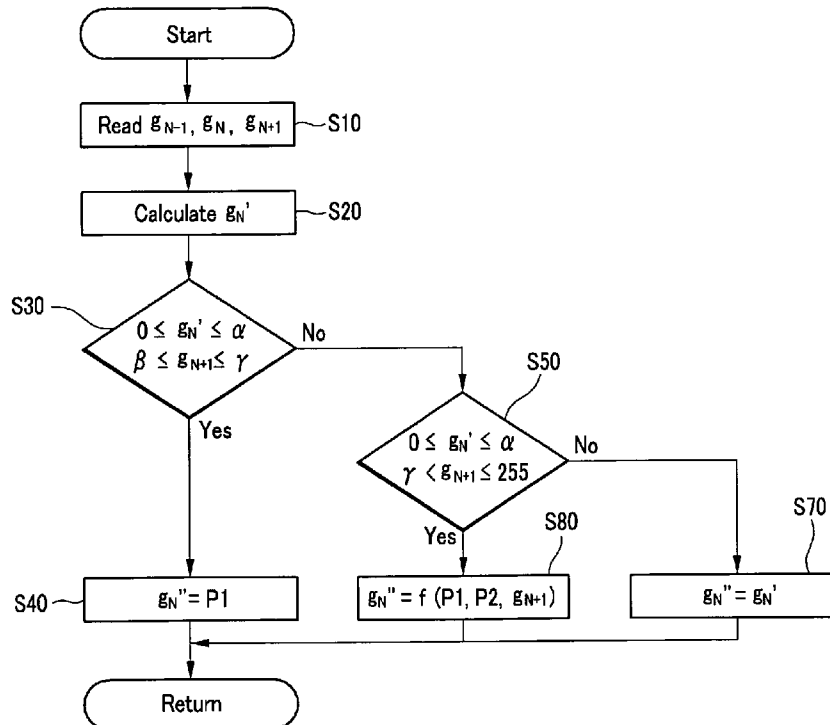 Start
Read g_{N-1}, g_N, g_{N+1}
S10
Calculate g_N'
S20
S30
0 ≤ g_N' ≤ α
β ≤ g_{N+1} ≤ γ
No
Yes
S50
0 ≤ g_N' ≤ α
γ < g_{N+1} ≤ 255
No
Yes
S40
g_N'' = P1
S80
g_N'' = f (P1, P2, g_{N+1})
S70
g_N'' = g_N'
Return